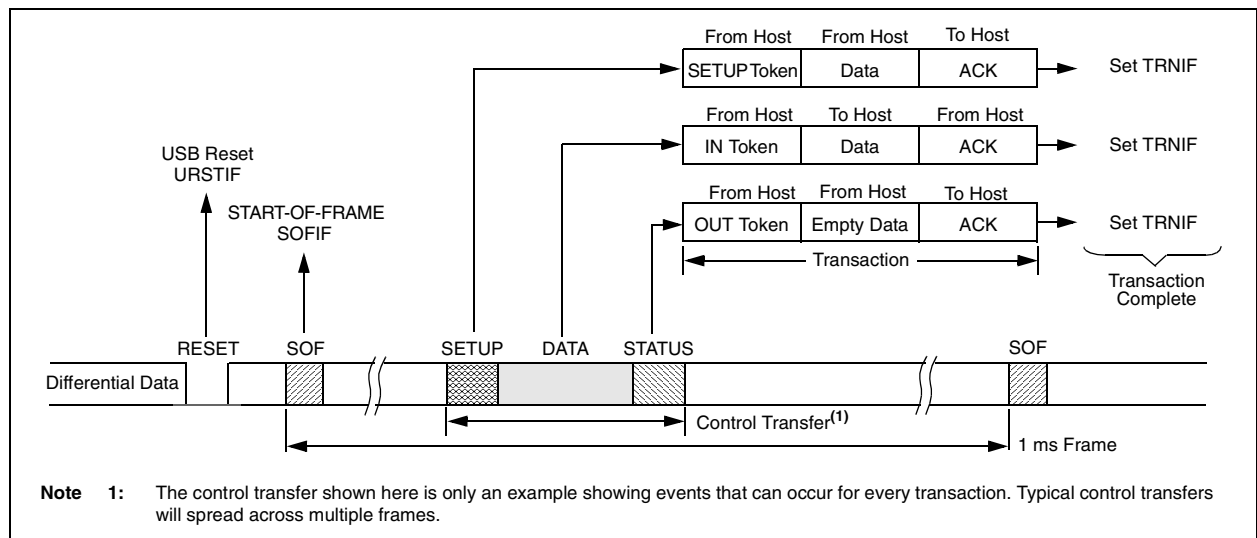 From Host From Host To Host
SETUP Token Data ACK Set TRNIF
From Host To Host From Host
IN Token Data ACK Set TRNIF
USB Reset
URSTIF
From Host From Host To Host
START-OF-FRAME
SOFIF
OUT Token Empty Data ACK Set TRNIF
Transaction
Transaction
Complete
RESET SOF SETUP DATA STATUS SOF
Differential Data
Control Transfer(1)
1 ms Frame
Note 1: The control transfer shown here is only an example showing events that can occur for every transaction. Typical control transfers
will spread across multiple frames.